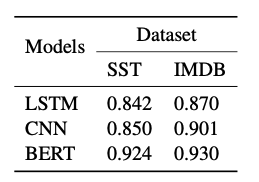 Models Dataset
SST IMDB
LSTM 0.842 0.870
CNN 0.850 0.901
BERT 0.924 0.930